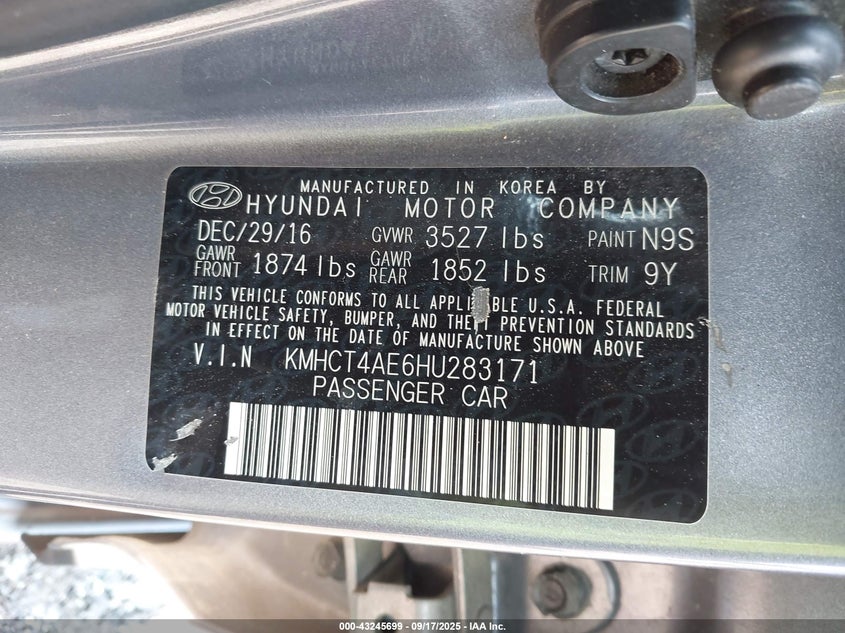 MANUFACTURED IN KOREA BY
HYUNDAI MOTOR COMPANY
DEC/29/16 GVWR 3527 lbs PAINT N9S
GAWR FRONT 1874 lbs GAWR REAR 1852 lbs TRIM 9Y
THIS VEHICLE CONFORMS TO ALL APPLICABLE U.S.A. FEDERAL
MOTOR VEHICLE SAFETY, BUMPER, AND THEFT PREVENTION STANDARDS
IN EFFECT ON THE DATE OF MANUFACTURE SHOWN ABOVE
V.I.N KMHCT4AE6HU283171
PASSENGER CAR
000-43245699 - 09/17/2025 - IAA Inc.